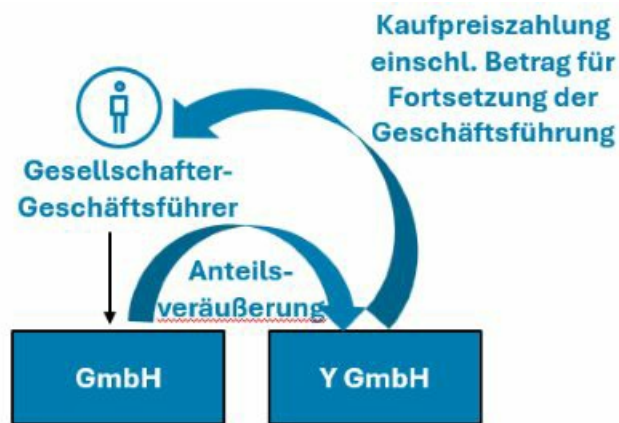 Kaufpreiszahlung
einschl. Betrag für
Fortsetzung der
Geschäftsführung
Gesellschafter-
Geschäftsführer
Anteils-
veräußerung
GmbH
Y GmbH